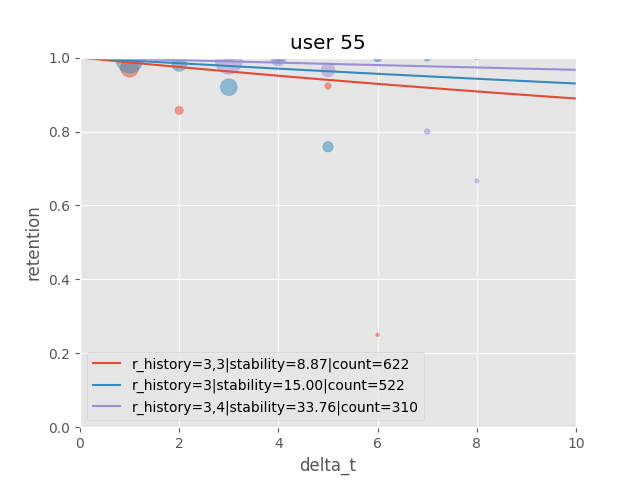 user 55
1.0
0.8
0.6
0.4
0.2
0.0
retention
r_history=3,3|stability=8.87|count=622
r_history=3|stability=15.00|count=522
r_history=3,4|stability=33.76|count=310
0 2 4 6 8 10
delta_t